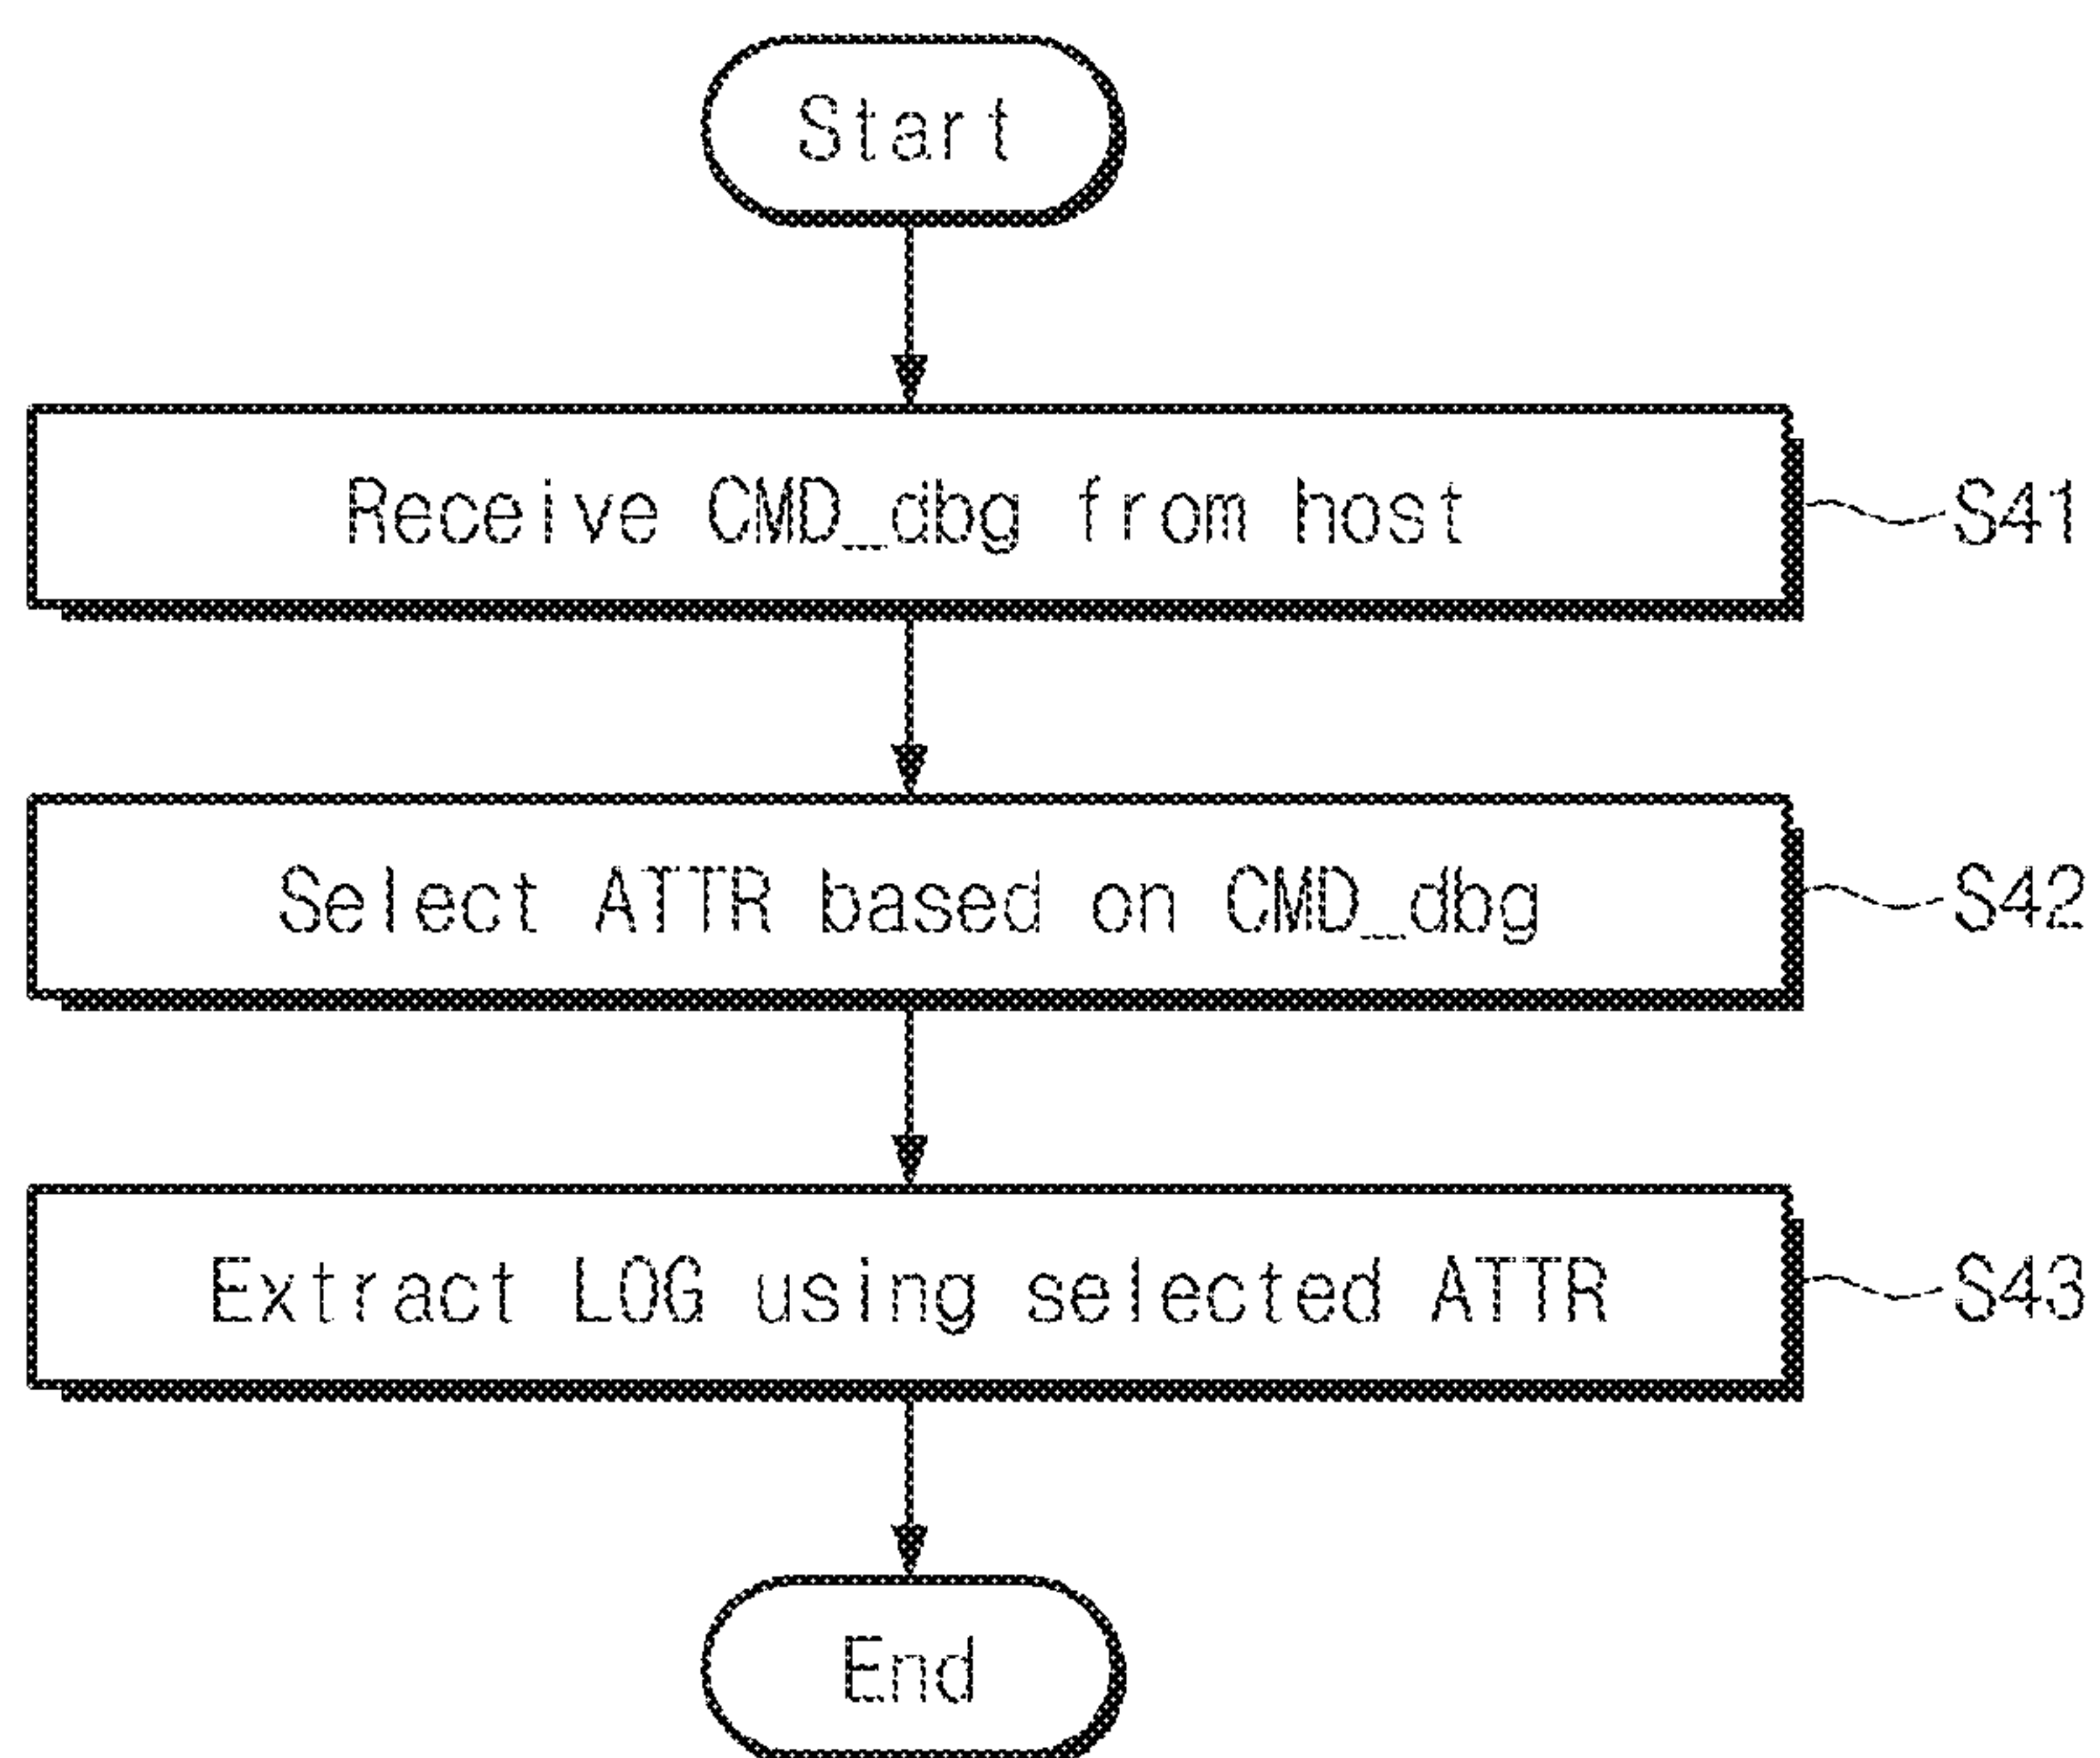 Start
Receive CMD_dbg from host
S41
Select ATTR based on CMD_dbg
S42
Extract LOG using selected ATTR
S43
End